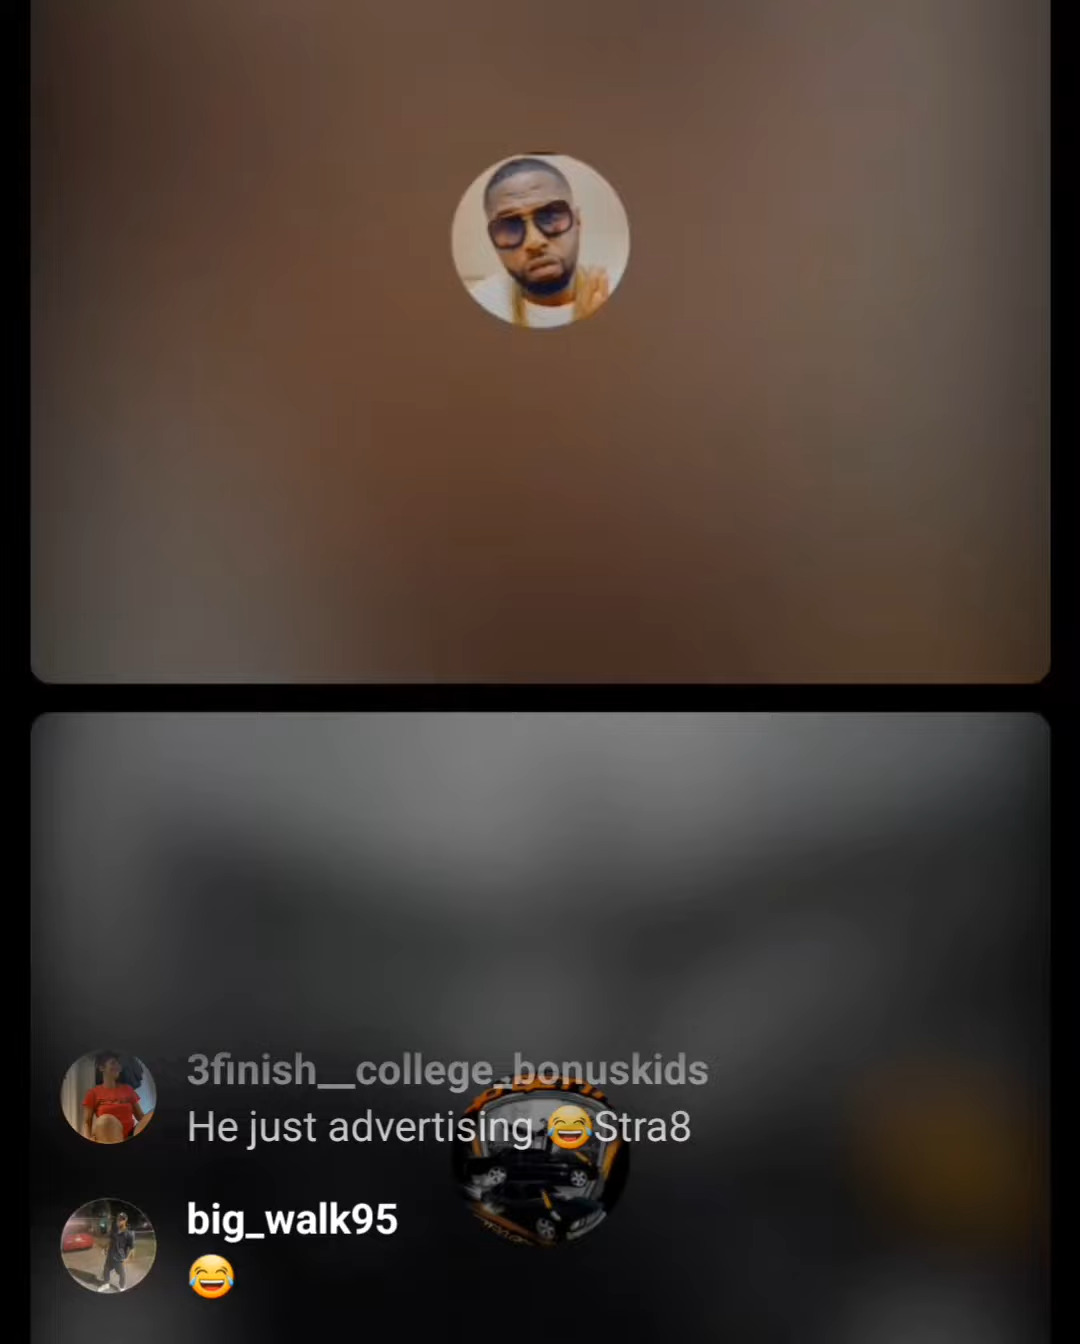 3finish__college_bonuskids
He just advertising 😂Stra8
big_walk95
😂